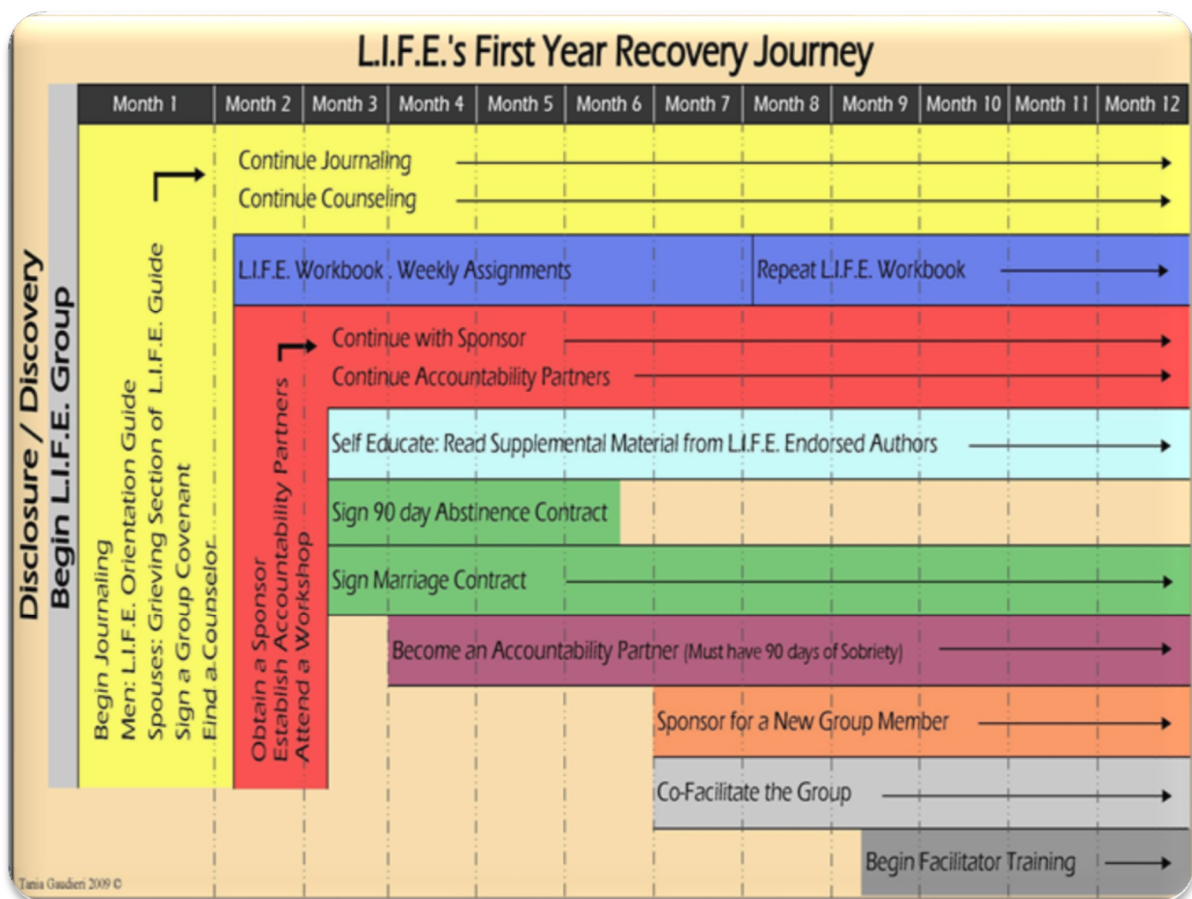 L.I.F.E.'s First Year Recovery Journey
Month 1
Month 2
Month 3
Month 4
Month 5
Month 6
Month 7
Month 8
Month 9
Month 10
Month 11
Month 12
Disclosure / Discovery
Begin L.I.F.E. Group
Begin Journaling
Men: L.I.F.E. Orientation Guide
Spouses: Grieving Section of L.I.F.E. Guide
Sign a Group Covenant
Find a Counselor
Continue Journaling
Continue Counseling
L.I.F.E. Workbook . Weekly Assignments
Repeat L.I.F.E. Workbook
Obtain a Sponsor
Establish Accountability Partners
Attend a Workshop
Continue with Sponsor
Continue Accountability Partners
Self Educate: Read Supplemental Material from L.I.F.E. Endorsed Authors
Sign 90 day Abstinence Contract
Sign Marriage Contract
Become an Accountability Partner (Must have 90 days of Sobriety)
Sponsor for a New Group Member
Co-Facilitate the Group
Begin Facilitator Training
Tania Gaudieri 2009 ©